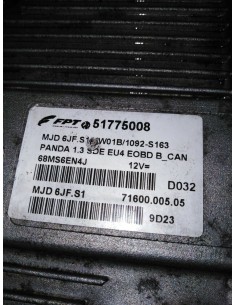 FPT 51775008
MJD 6JF.S1 W01B/1092-S163
PANDA 1.3 SDE EU4 EOBD B_CAN
68MS6EN4J 12V=
D032
MJD 6JF.S1 71600.005.05
9D23